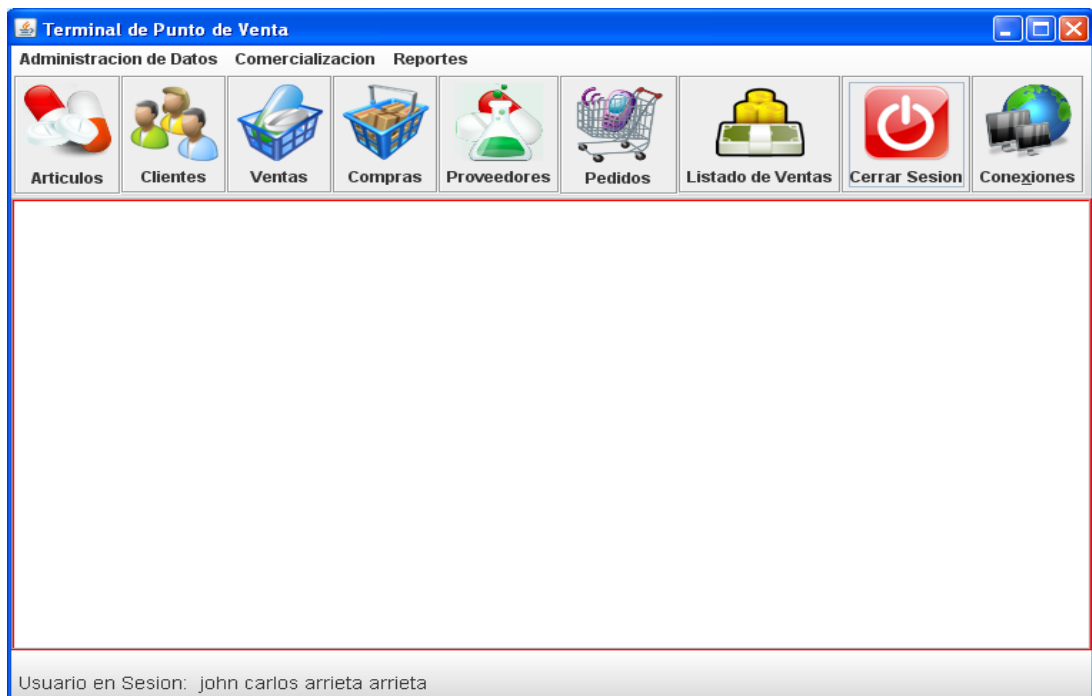 Terminal de Punto de Venta
Administracion de Datos Comercializacion Reportes
Articulos Clientes Ventas Compras Proveedores Pedidos Listado de Ventas Cerrar Sesion Conexiones
Usuario en Sesion: john carlos arrieta arrieta